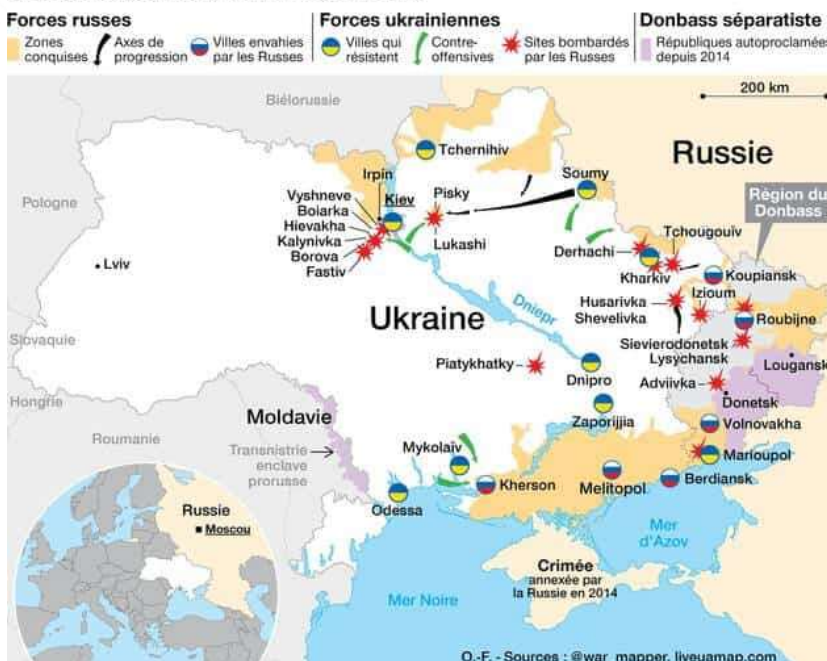 Forces russes
Zones conquises
Axes de progression
Villes envahies par les Russes
Forces ukrainiennes
Villes qui résistent
Contre-offensives
Sites bombardés par les Russes
Donbass séparatiste
Républiques autoproclamées depuis 2014
200 km
Biélorussie
Russie
Pologne
Tchernihiv
Soumy
Région du
Donbass
Irpin
Kiev
Pisky
Vyshneve
Boiarka
Hievakha
Kalynivka
Borova
Fastiv
Lukashi
Tchougouïv
Derhachi
Kharkiv
Koupiansk
Lviv
Izioum
Husarivka
Shevelivka
Roubijne
Dniepr
Ukraine
Slovaquie
Sievierodonetsk
Lysychansk
Lougansk
Piatykhatky
Dnipro
Adviivka
Donetsk
Hongrie
Moldavie
Zaporijjia
Volnovakha
Roumanie
Transnistrie
enclave
prorusse
Mykolaïv
Marioupol
Kherson
Melitopol
Berdiansk
Odessa
Russie
Moscou
Mer
d'Azov
Crimée
annexée par
la Russie en 2014
Mer Noire
O.-F. - Sources : @war_mapper, liveuamap.com